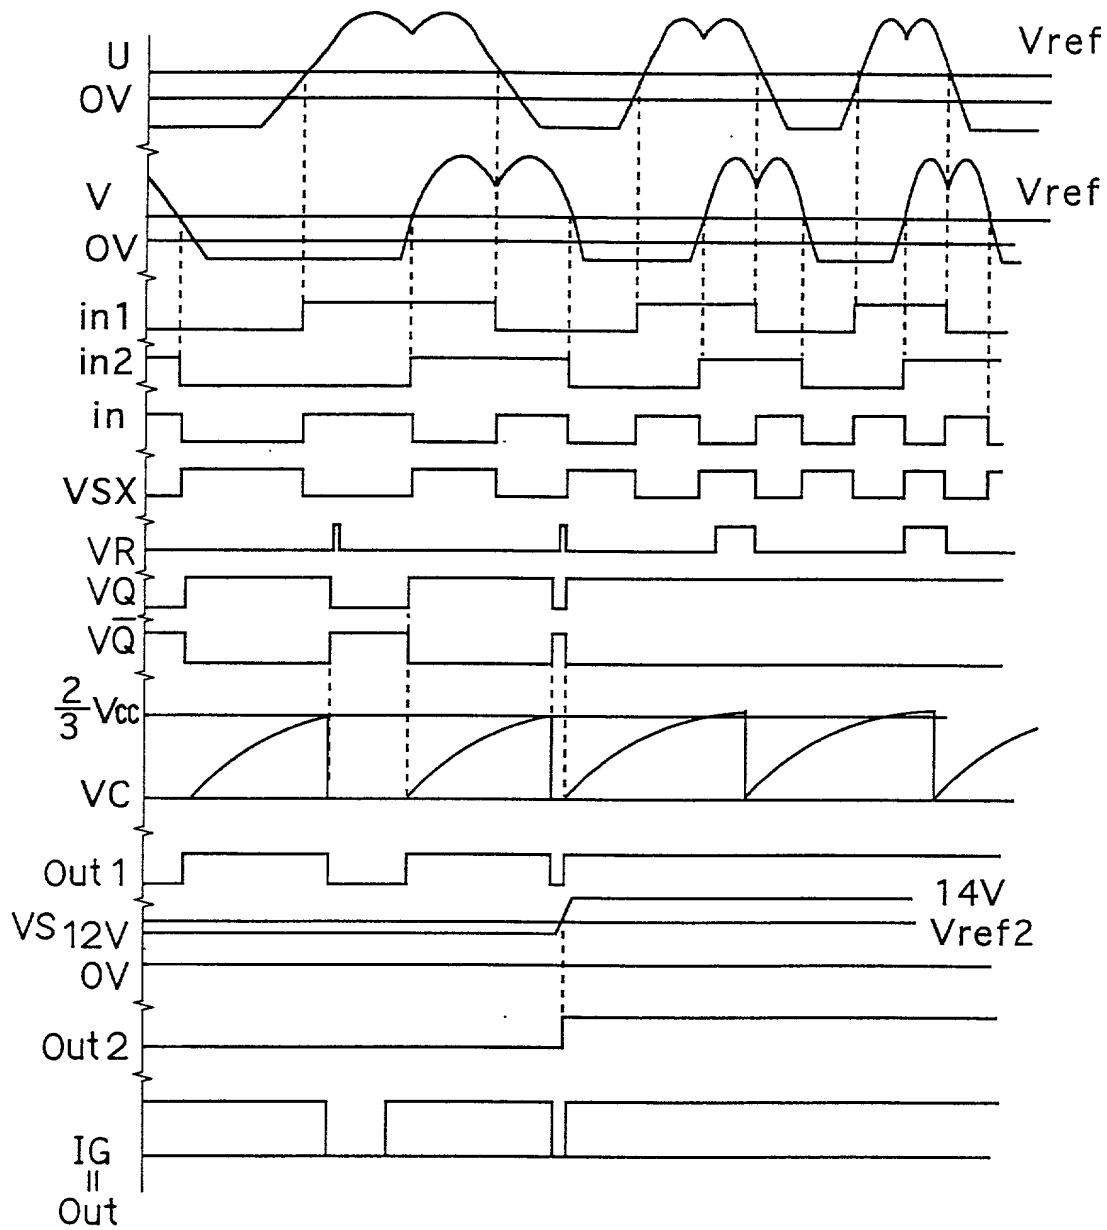 U
Vref
OV
V
Vref
OV
in1
in2
in
VSX
VR
VQ
VQ̅
2/3 Vcc
VC
Out 1
14V
VS 12V
Vref2
OV
Out 2
IG
=
Out